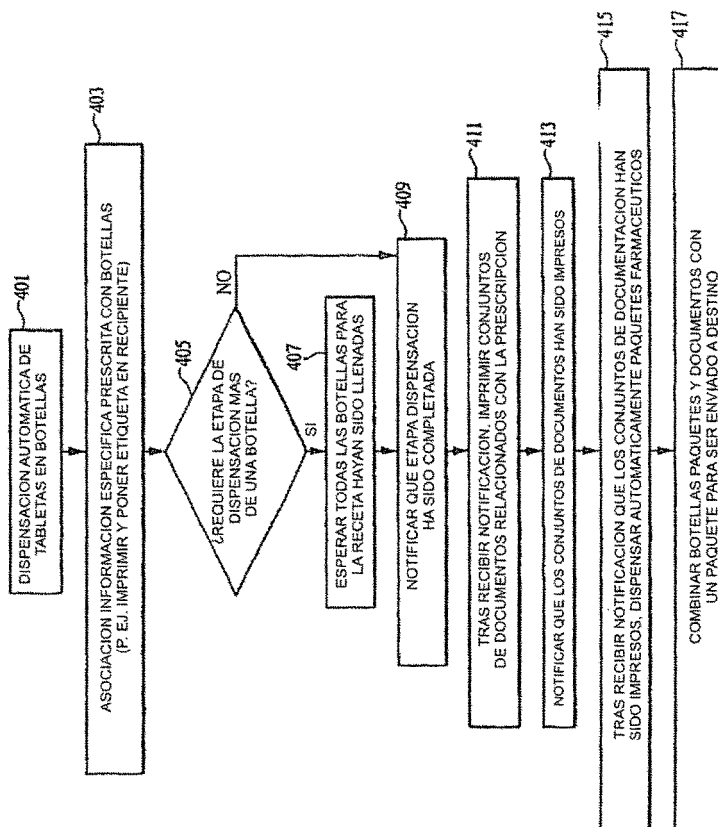 401
DISPENSACION AUTOMATICA DE
TABLETAS EN BOTELLAS
403
ASOCIACION INFORMACION ESPECIFICA PRESCRITA CON BOTELLAS
(P. EJ. IMPRIMIR Y PONER ETIQUETA EN RECIPIENTE)
405
¿REQUIERE LA ETAPA DE
DISPENSACION MAS
DE UNA BOTELLA?
NO
SI
407
ESPERAR TODAS LAS BOTELLAS PARA
LA RECETA HAYAN SIDO LLENADAS
409
NOTIFICAR QUE ETAPA DISPENSACION
HA SIDO COMPLETADA
411
TRAS RECIBIR NOTIFICACION, IMPRIMIR CONJUNTOS
DE DOCUMENTOS RELACIONADOS CON LA PRESCRIPCION
413
NOTIFICAR QUE LOS CONJUNTOS DE DOCUMENTOS HAN SIDO IMPRESOS
415
TRAS RECIBIR NOTIFICACION QUE LOS CONJUNTOS DE DOCUMENTACION HAN
SIDO IMPRESOS, DISPENSAR AUTOMATICAMENTE PAQUETES FARMACEUTICOS
417
COMBINAR BOTELLAS PAQUETES Y DOCUMENTOS CON
UN PAQUETE PARA SER ENVIADO A DESTINO